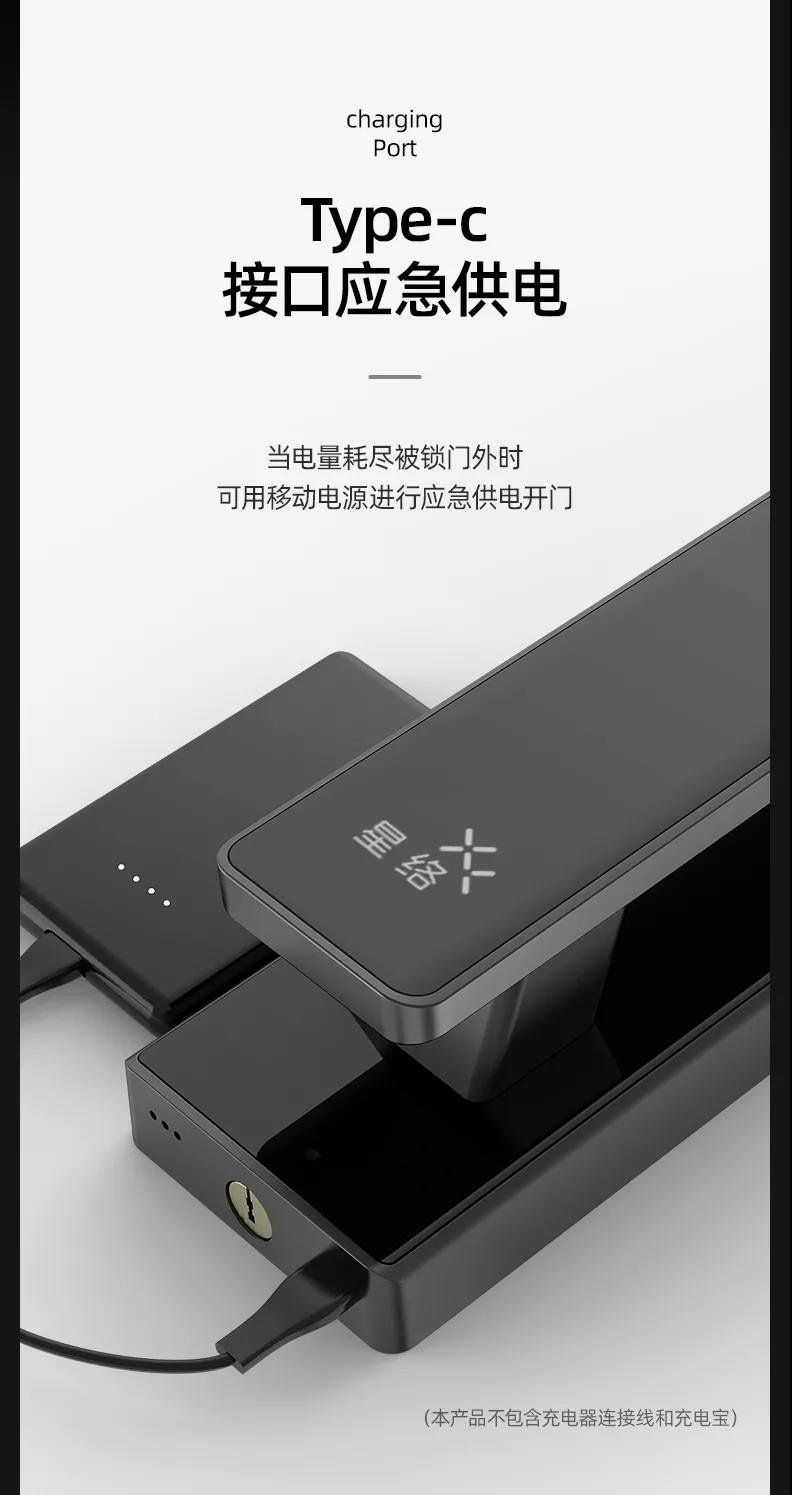 charging
Port
Type-c
接口应急供电
当电量耗尽被锁门外时
可用移动电源进行应急供电开门
星络
（本产品不包含充电器连接线和充电宝）